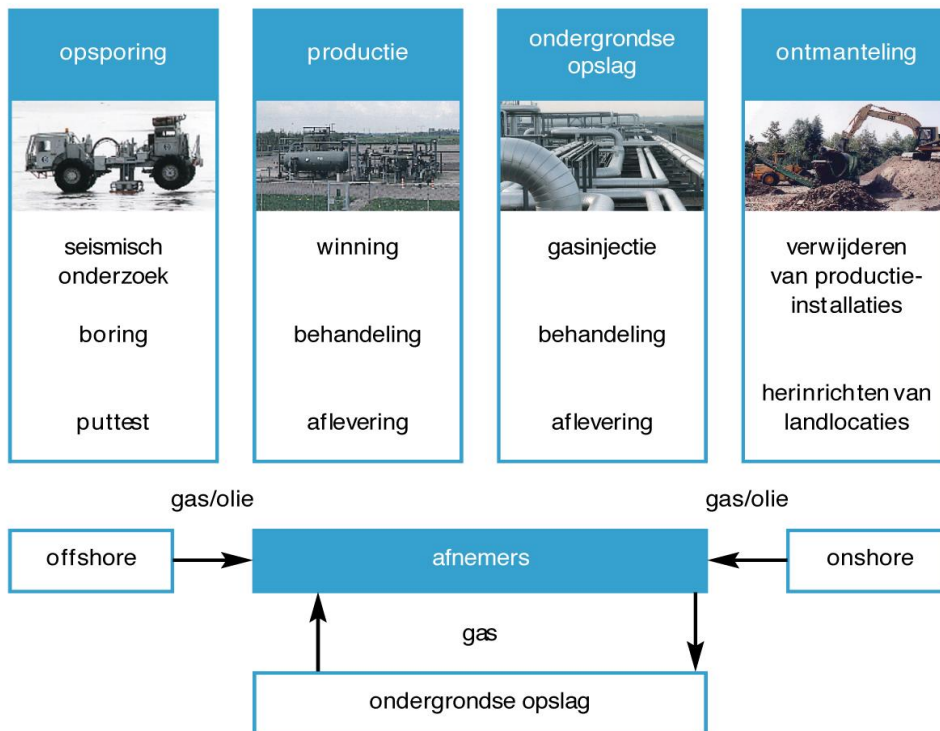 opsporing
seismisch
onderzoek
boring
puttest
productie
winning
behandeling
aflevering
ondergrondse
opslag
gasinjectie
behandeling
aflevering
ontmanteling
verwijderen
van productie-
installaties
herinrichten van
landlocaties
gas/olie
gas/olie
offshore
afnemers
onshore
gas
ondergrondse opslag